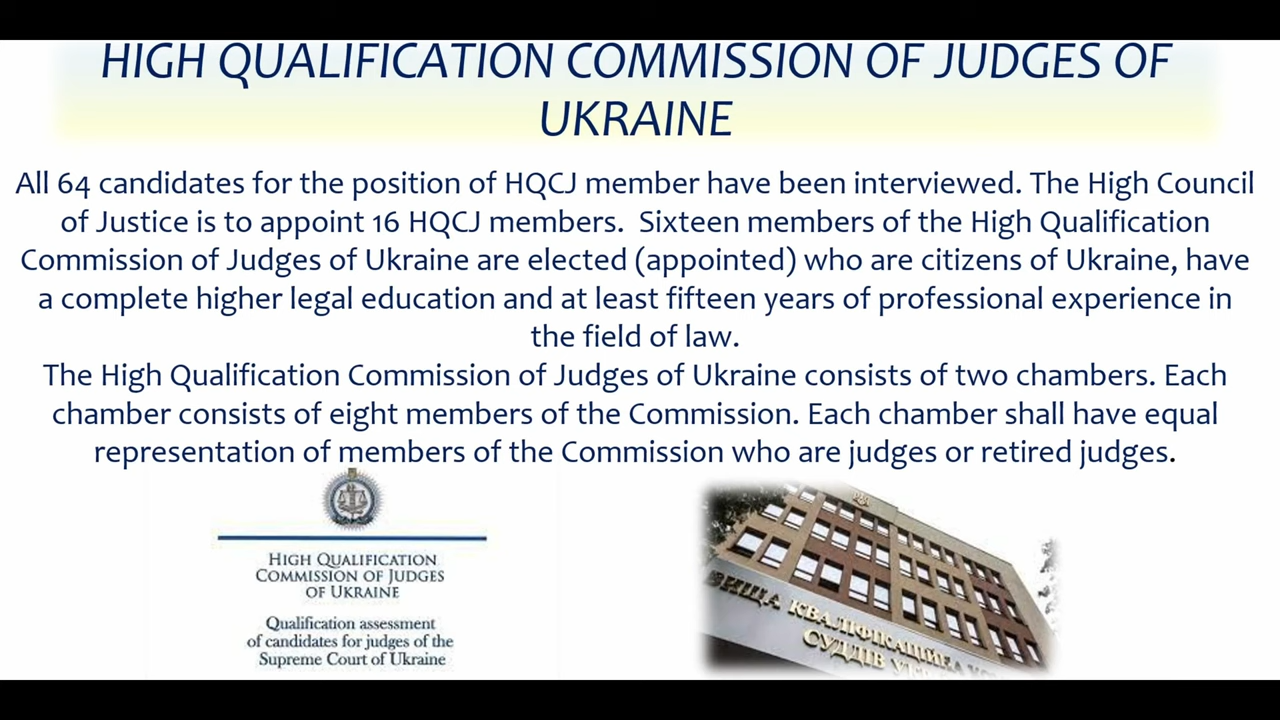 HIGH QUALIFICATION COMMISSION OF JUDGES OF
UKRAINE
All 64 candidates for the position of HQCJ member have been interviewed. The High Council
of Justice is to appoint 16 HQCJ members. Sixteen members of the High Qualification
Commission of Judges of Ukraine are elected (appointed) who are citizens of Ukraine, have
a complete higher legal education and at least fifteen years of professional experience in
the field of law.
The High Qualification Commission of Judges of Ukraine consists of two chambers. Each
chamber consists of eight members of the Commission. Each chamber shall have equal
representation of members of the Commission who are judges or retired judges.
HIGH QUALIFICATION
COMMISSION OF JUDGES
OF UKRAINE
Qualification assessment
of candidates for judges of the
Supreme Court of Ukraine
ВИЩА КВАЛІФІКАЦІЙНА
СУДДІВ